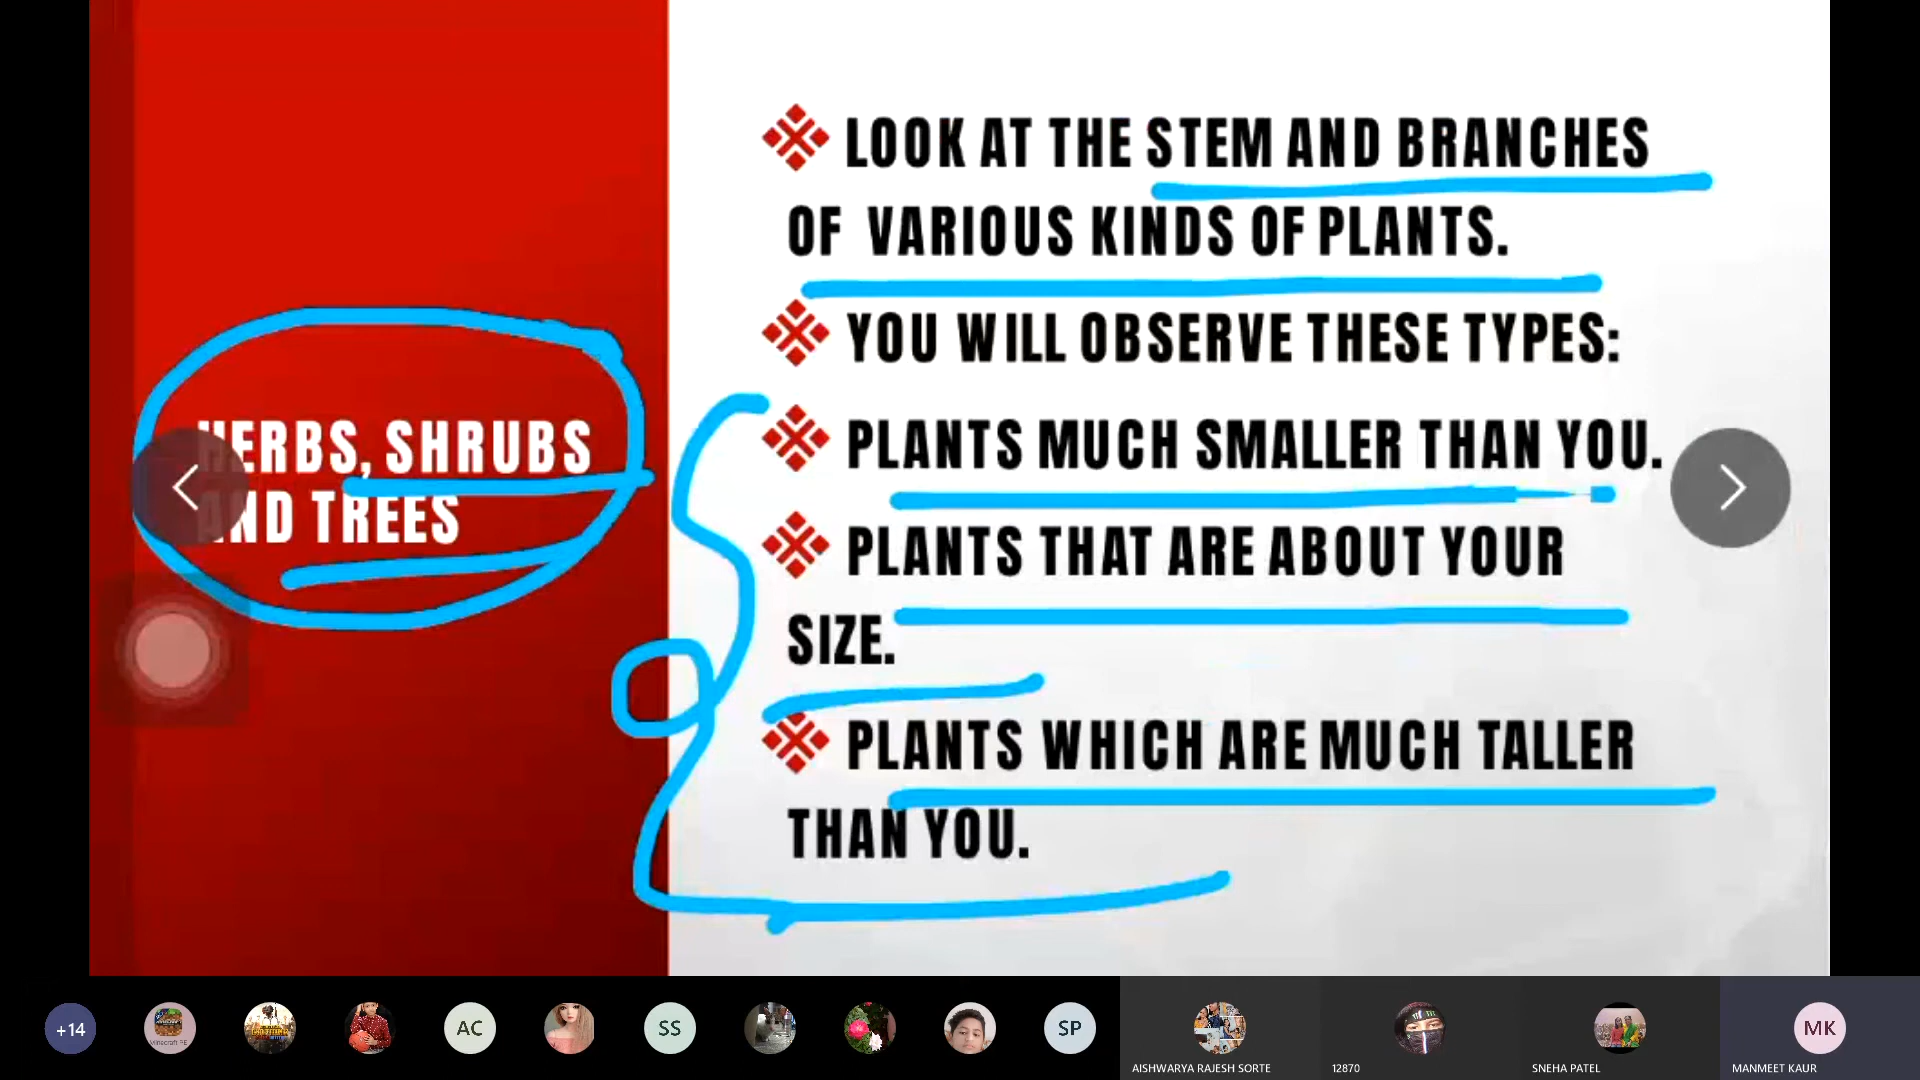 HERBS, SHRUBS
AND TREES
LOOK AT THE STEM AND BRANCHES
OF VARIOUS KINDS OF PLANTS.
YOU WILL OBSERVE THESE TYPES:
PLANTS MUCH SMALLER THAN YOU.
PLANTS THAT ARE ABOUT YOUR
SIZE.
PLANTS WHICH ARE MUCH TALLER
THAN YOU.
+14
Minecraft PE
AC
SS
SP
MK
AISHWARYA RAJESH SORTE
12870
SNEHA PATEL
MANMEET KAUR